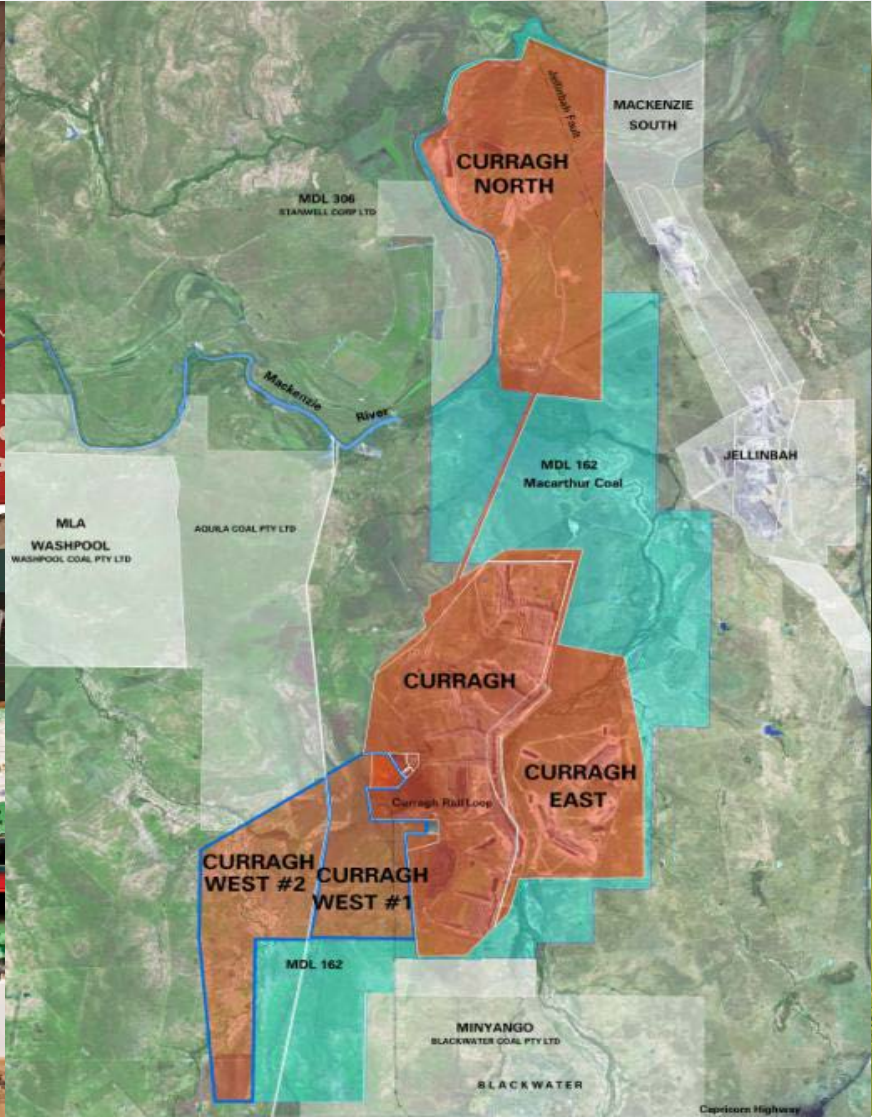 Jellinbah Fault
MACKENZIE
SOUTH
CURRAGH
NORTH
MDL 306
STANWELL CORP LTD
Mackenzie River
MDL 162
Macarthur Coal
JELLINBAH
MLA
WASHPOOL
WASHPOOL COAL PTY LTD
AQUILA COAL PTY LTD
CURRAGH
CURRAGH
EAST
Curragh Rail Loop
CURRAGH
WEST #2
CURRAGH
WEST #1
MDL 162
MINYANGO
BLACKWATER COAL PTY LTD
BLACKWATER
Capricorn Highway